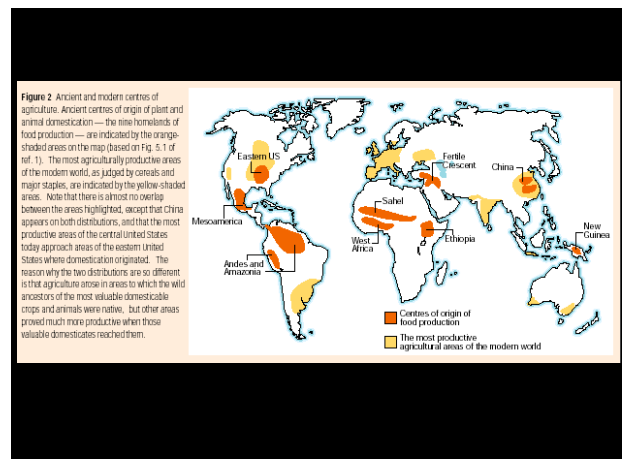 Figure 2 Ancient and modern centres of
agriculture. Ancient centres of origin of plant and
animal domestication — the nine homelands of
food production — are indicated by the orange-
shaded areas on the map (based on Fig. 5.1 of
ref. 1). The most agriculturally productive areas
of the modern world, as judged by cereals and
major staples, are indicated by the yellow-shaded
areas. Note that there is almost no overlap
between the areas highlighted, except that China
appears on both distributions, and that the most
productive areas of the central United States
today approach areas of the eastern United
States where domestication originated. The
reason why the two distributions are so different
is that agriculture arose in areas to which the wild
ancestors of the most valuable domesticable
crops and animals were native, but other areas
proved much more productive when those
valuable domesticates reached them.
Eastern US
Mesoamerica
Andes and
Amazonia
Sahel
West
Africa
Ethiopia
Fertile
Crescent
China
New
Guinea
Centres of origin of
food production
The most productive
agricultural areas of the modern world